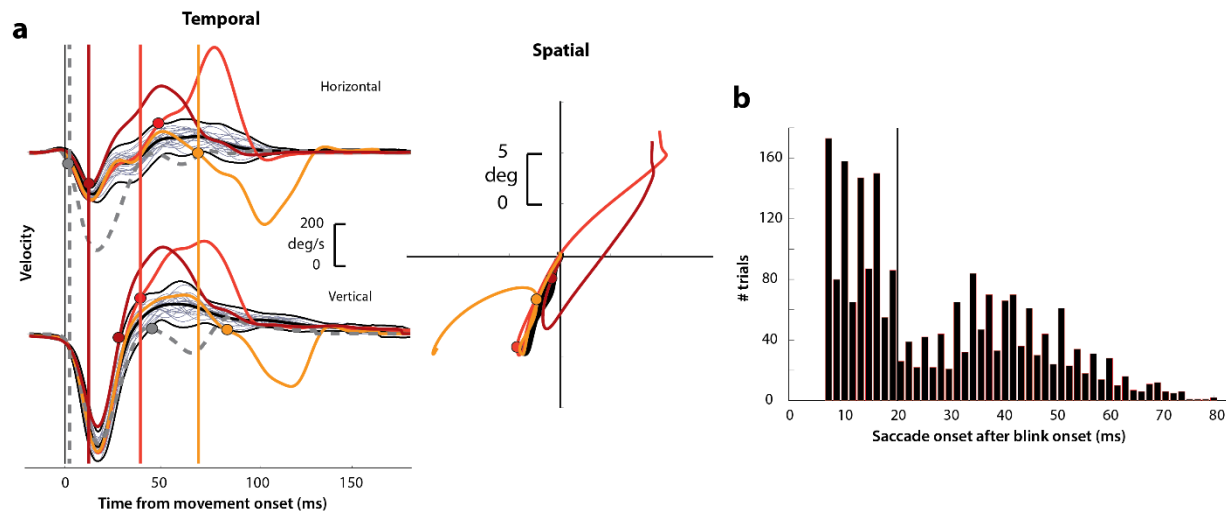 a
Temporal
Horizontal
200
deg/s
0
Velocity
Vertical
0
50
100
150
Time from movement onset (ms)
Spatial
5
deg
0
b
160
120
80
40
0
# trials
0
10
20
30
40
50
60
70
80
Saccade onset after blink onset (ms)